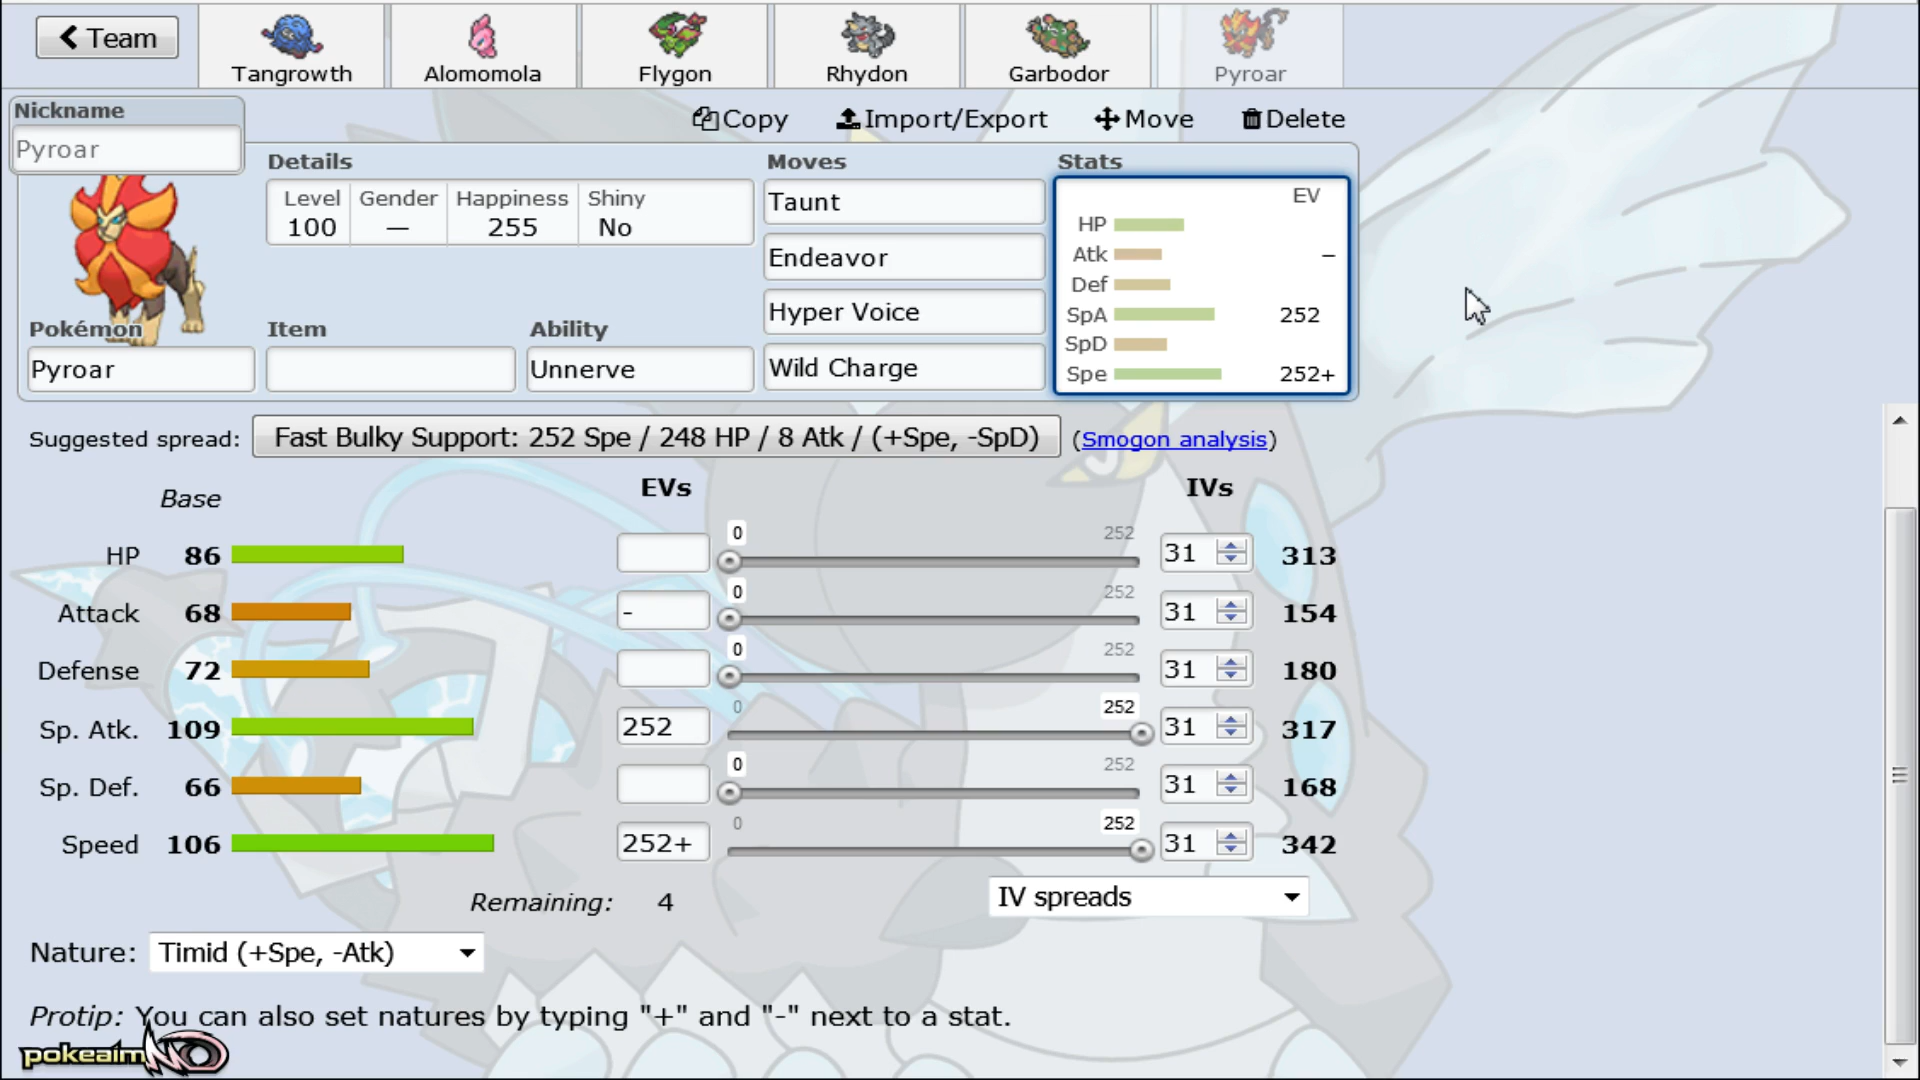 Team
Tangrowth
Alomomola
Flygon
Rhydon
Garbodor
Pyroar
Nickname
Pyroar
Copy
Import/Export
Move
Delete
Details
Level Gender Happiness Shiny
100 — 255 No
Pokémon
Pyroar
Item
Ability
Unnerve
Moves
Taunt
Endeavor
Hyper Voice
Wild Charge
Stats
EV
HP
Atk –
Def
SpA 252
SpD
Spe 252+
Suggested spread: Fast Bulky Support: 252 Spe / 248 HP / 8 Atk / (+Spe, -SpD) (Smogon analysis)
Base EVs IVs
0 252
HP 86 31 313
0 252
Attack 68 - 31 154
0 252
Defense 72 31 180
0 252
Sp. Atk. 109 252 31 317
0 252
Sp. Def. 66 31 168
0 252
Speed 106 252+ 31 342
Remaining: 4 IV spreads
Nature: Timid (+Spe, -Atk)
Protip: You can also set natures by typing "+" and "-" next to a stat.
pokeaimMD